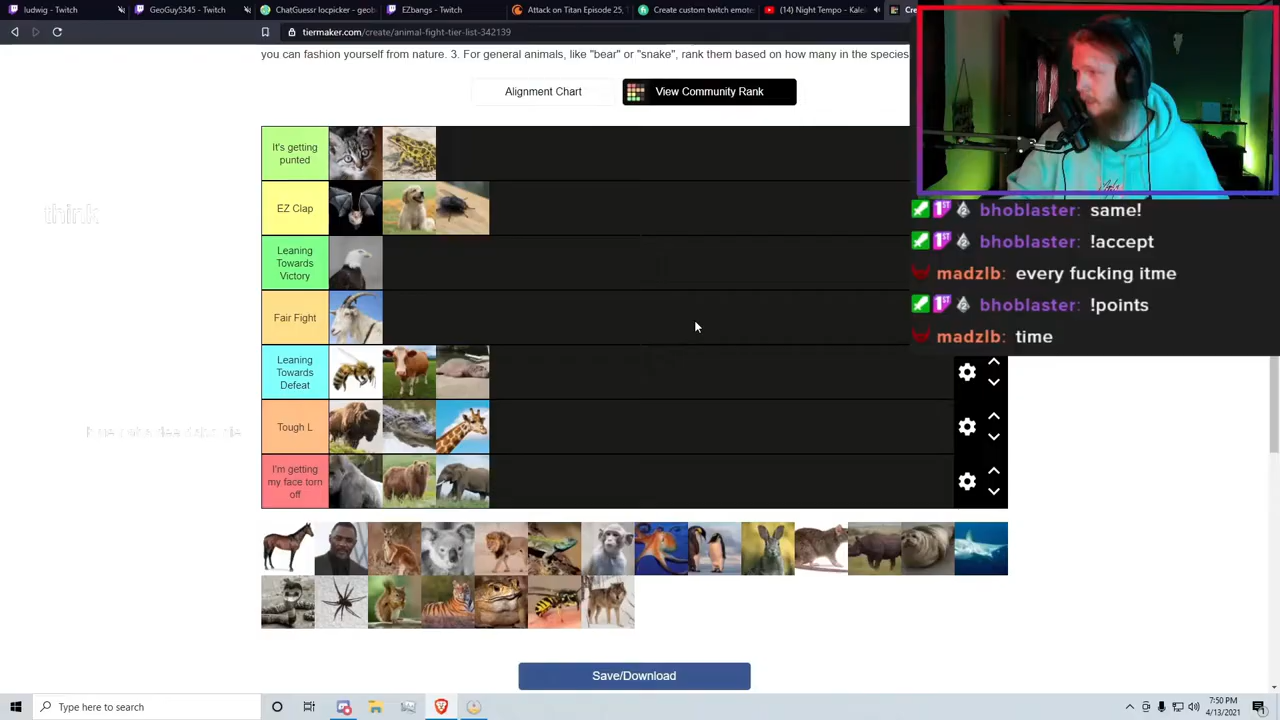 ludwig - Twitch
GeoGuy5345 - Twitch
ChatGuessr locpicker - geo
EZbangs - Twitch
Attack on Titan Episode 25,
Create custom twitch emote
(14) Night Tempo - Kale
Cre
tiermaker.com/create/animal-fight-tier-list-342139
you can fashion yourself from nature. 3. For general animals, like "bear" or "snake", rank them based on how many in the species
Alignment Chart
View Community Rank
It's getting
punted
EZ Clap
Leaning
Towards
Victory
Fair Fight
Leaning
Towards
Defeat
Tough L
I'm getting
my face torn
off
think
bhoblaster: same!
bhoblaster: !accept
madzlb: every fucking itme
bhoblaster: !points
madzlb: time
Save/Download
Type here to search
7:50 PM
4/13/2021